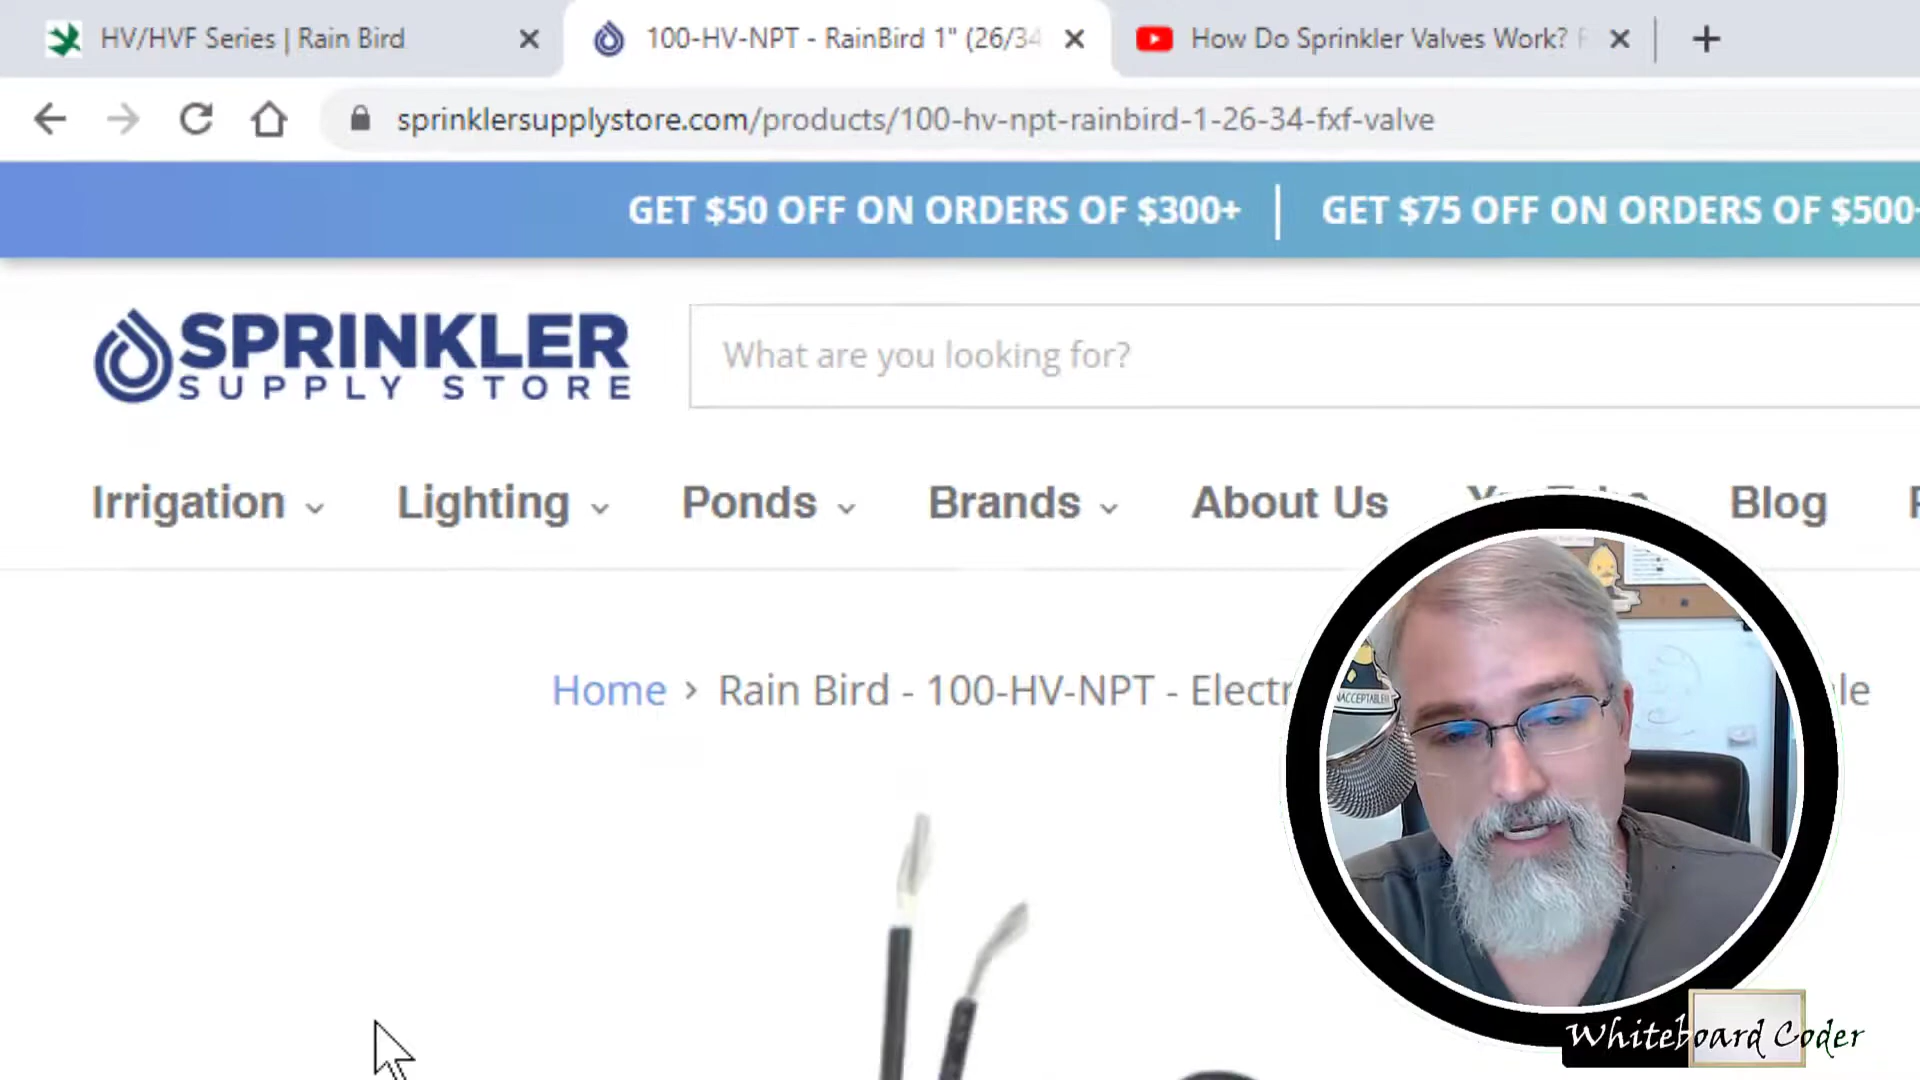 HV/HVF Series | Rain Bird
100-HV-NPT - RainBird 1" (26/34
How Do Sprinkler Valves Work?
sprinklersupplystore.com/products/100-hv-npt-rainbird-1-26-34-fxf-valve
GET $50 OFF ON ORDERS OF $300+ | GET $75 OFF ON ORDERS OF $500
SPRINKLER
SUPPLY STORE
What are you looking for?
Irrigation Lighting Ponds Brands About Us YouTube Blog
Home > Rain Bird - 100-HV-NPT - Electr
Whiteboard Coder